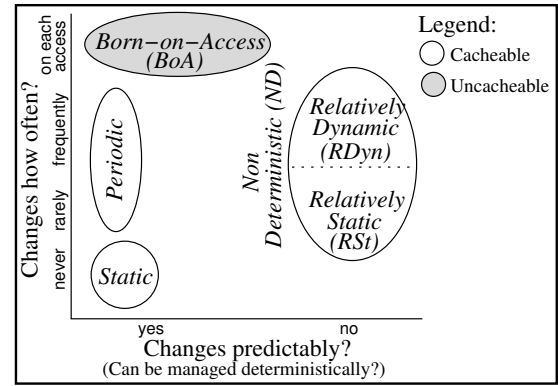 Changes how often?
on each
access
frequently
rarely
never
Born−on−Access
(BoA)
Periodic
Static
Non
Deterministic (ND)
Relatively
Dynamic
(RDyn)
Relatively
Static
(RSt)
Legend:
Cacheable
Uncacheable
yes
no
Changes predictably?
(Can be managed deterministically?)